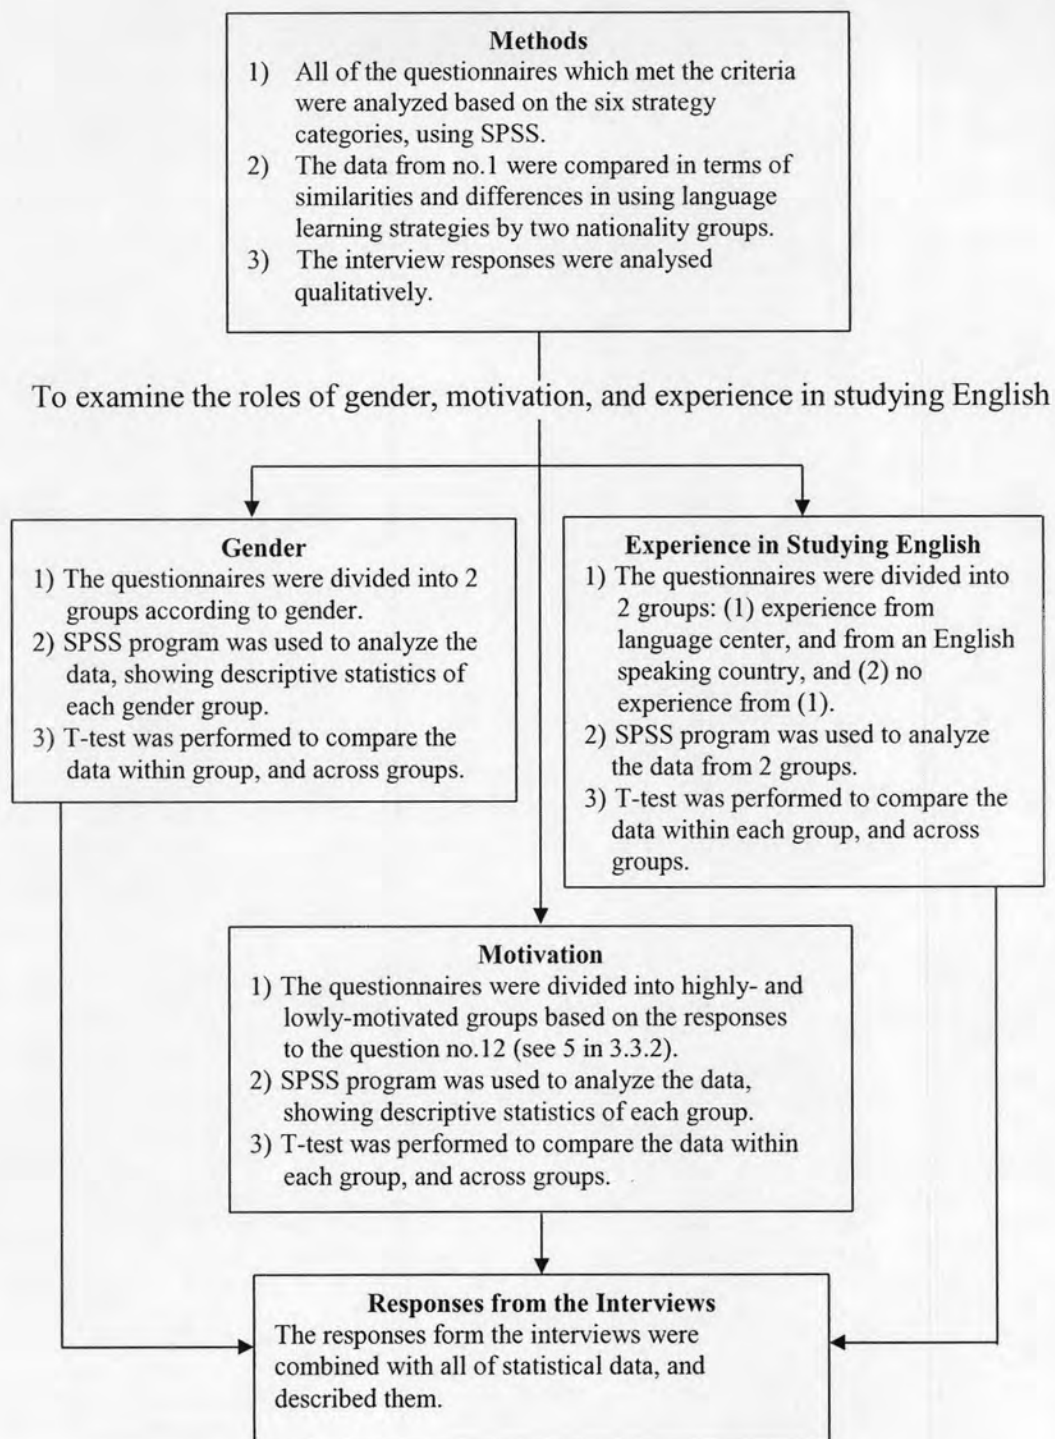 Methods
1) All of the questionnaires which met the criteria
were analyzed based on the six strategy
categories, using SPSS.
2) The data from no.1 were compared in terms of
similarities and differences in using language
learning strategies by two nationality groups.
3) The interview responses were analysed
qualitatively.
To examine the roles of gender, motivation, and experience in studying English
Gender
1) The questionnaires were divided into 2
groups according to gender.
2) SPSS program was used to analyze the
data, showing descriptive statistics of
each gender group.
3) T-test was performed to compare the
data within group, and across groups.
Experience in Studying English
1) The questionnaires were divided into
2 groups: (1) experience from
language center, and from an English
speaking country, and (2) no
experience from (1).
2) SPSS program was used to analyze
the data from 2 groups.
3) T-test was performed to compare the
data within each group, and across
groups.
Motivation
1) The questionnaires were divided into highly- and
lowly-motivated groups based on the responses
to the question no.12 (see 5 in 3.3.2).
2) SPSS program was used to analyze the data,
showing descriptive statistics of each group.
3) T-test was performed to compare the data within
each group, and across groups.
Responses from the Interviews
The responses form the interviews were
combined with all of statistical data, and
described them.